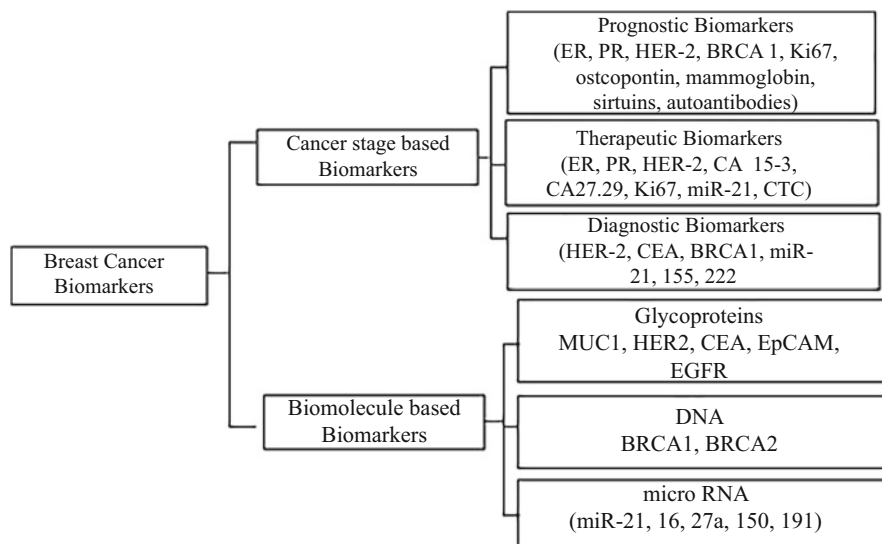 Breast Cancer
Biomarkers
Cancer stage based
Biomarkers
Prognostic Biomarkers
(ER, PR, HER-2, BRCA 1, Ki67,
ostcopontin, mammoglobin,
sirtuins, autoantibodies)
Therapeutic Biomarkers
(ER, PR, HER-2, CA 15-3,
CA27.29, Ki67, miR-21, CTC)
Diagnostic Biomarkers
(HER-2, CEA, BRCA1, miR-
21, 155, 222
Biomolecule based
Biomarkers
Glycoproteins
MUC1, HER2, CEA, EpCAM,
EGFR
DNA
BRCA1, BRCA2
micro RNA
(miR-21, 16, 27a, 150, 191)